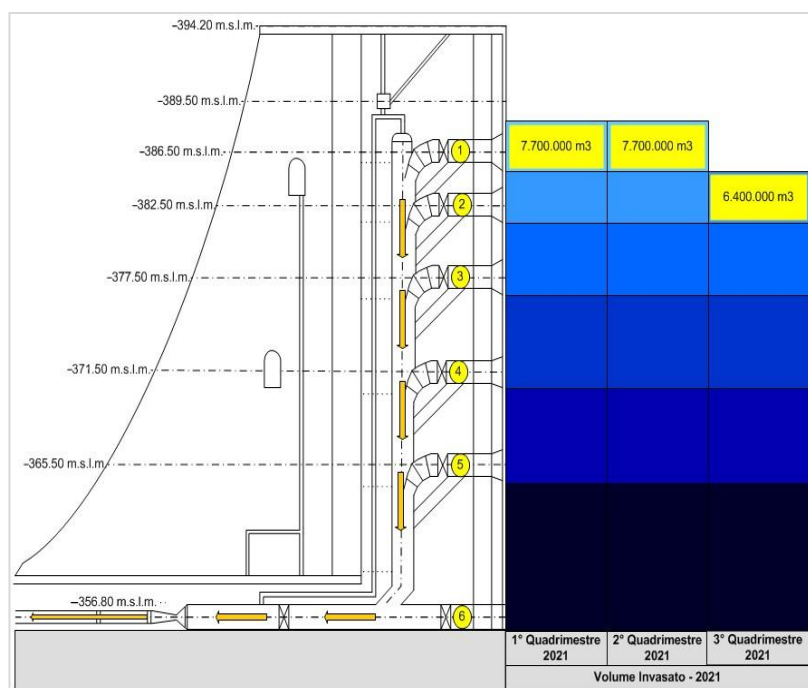 –394.20 m.s.l.m.
–389.50 m.s.l.m.
–386.50 m.s.l.m.
1
7.700.000 m3
7.700.000 m3
–382.50 m.s.l.m.
2
6.400.000 m3
–377.50 m.s.l.m.
3
–371.50 m.s.l.m.
4
–365.50 m.s.l.m.
5
–356.80 m.s.l.m.
6
1° Quadrimestre
2021
2° Quadrimestre
2021
3° Quadrimestre
2021
Volume Invasato - 2021